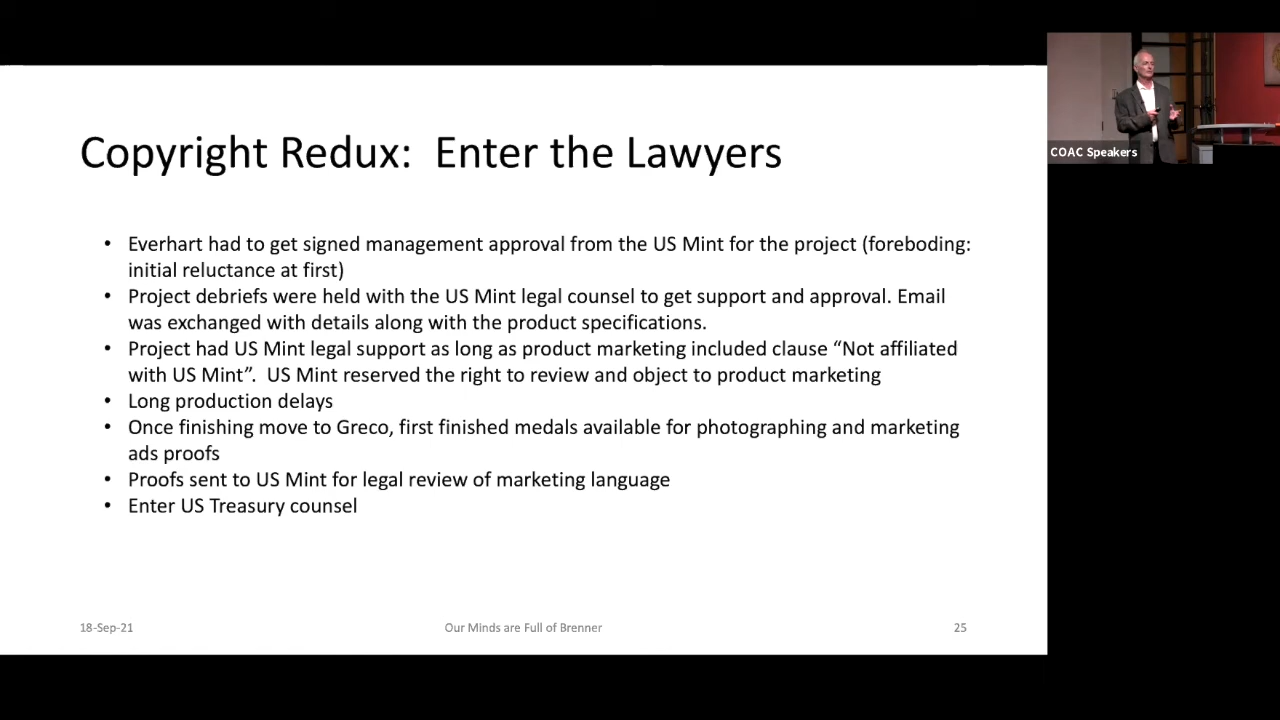 Copyright Redux: Enter the Lawyers
• Everhart had to get signed management approval from the US Mint for the project (foreboding:
initial reluctance at first)
• Project debriefs were held with the US Mint legal counsel to get support and approval. Email
was exchanged with details along with the product specifications.
• Project had US Mint legal support as long as product marketing included clause “Not affiliated
with US Mint”. US Mint reserved the right to review and object to product marketing
• Long production delays
• Once finishing move to Greco, first finished medals available for photographing and marketing
ads proofs
• Proofs sent to US Mint for legal review of marketing language
• Enter US Treasury counsel
18-Sep-21
Our Minds are Full of Brenner
25
COAC Speakers